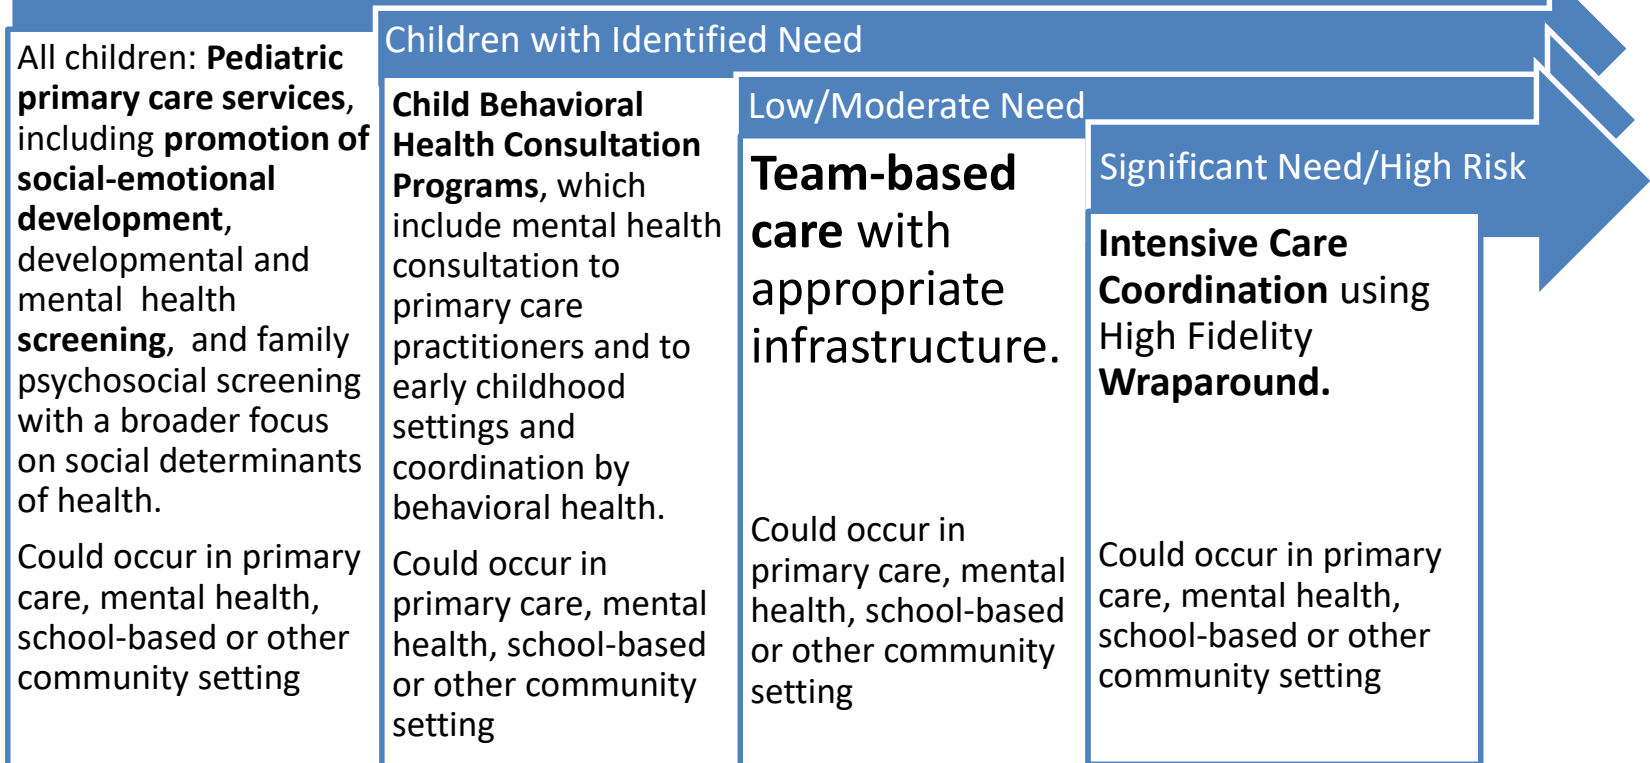 All children: Pediatric
primary care services,
including promotion of
social-emotional
development,
developmental and
mental health
screening, and family
psychosocial screening
with a broader focus
on social determinants
of health.
Could occur in primary
care, mental health,
school-based or other
community setting
Children with Identified Need
Child Behavioral
Health Consultation
Programs, which
include mental health
consultation to
primary care
practitioners and to
early childhood
settings and
coordination by
behavioral health.
Could occur in
primary care, mental
health, school-based
or other community
setting
Low/Moderate Need
Team-based
care with
appropriate
infrastructure.
Could occur in
primary care, mental
health, school-based
or other community
setting
Significant Need/High Risk
Intensive Care
Coordination using
High Fidelity
Wraparound.
Could occur in primary
care, mental health,
school-based or other
community setting